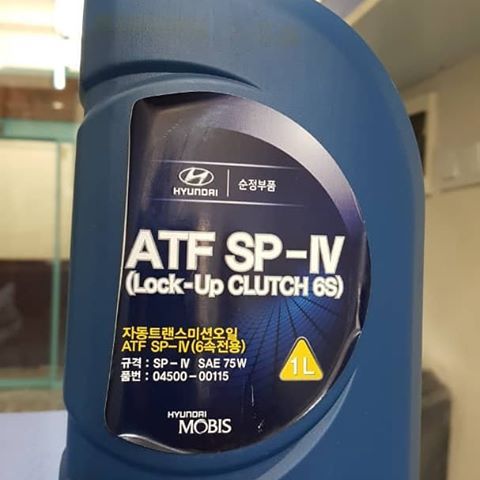 HYUNDAI 순정부품
ATF SP-IV
(Lock-Up CLUTCH 6S)
자동트랜스미션오일
ATF SP-IV (6속전용)
규격 : SP-IV SAE 75W
품번 : 04500-00115
1L
HYUNDAI
MOBIS